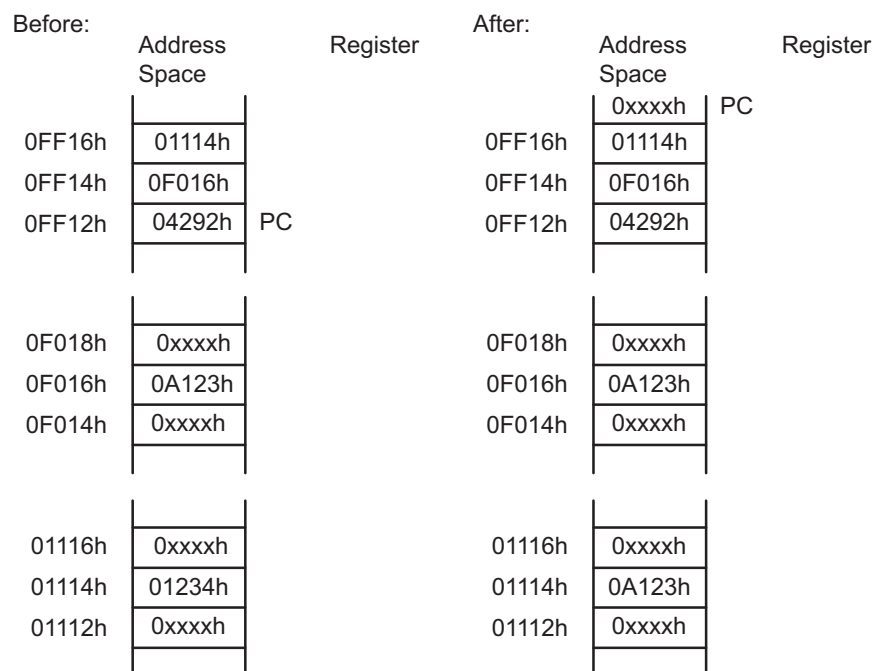 Before:
Address Space
Register
0FF16h 01114h
0FF14h 0F016h
0FF12h 04292h PC
0F018h 0xxxxh
0F016h 0A123h
0F014h 0xxxxh
01116h 0xxxxh
01114h 01234h
01112h 0xxxxh
After:
Address Space
Register
0xxxxh PC
0FF16h 01114h
0FF14h 0F016h
0FF12h 04292h
0F018h 0xxxxh
0F016h 0A123h
0F014h 0xxxxh
01116h 0xxxxh
01114h 0A123h
01112h 0xxxxh